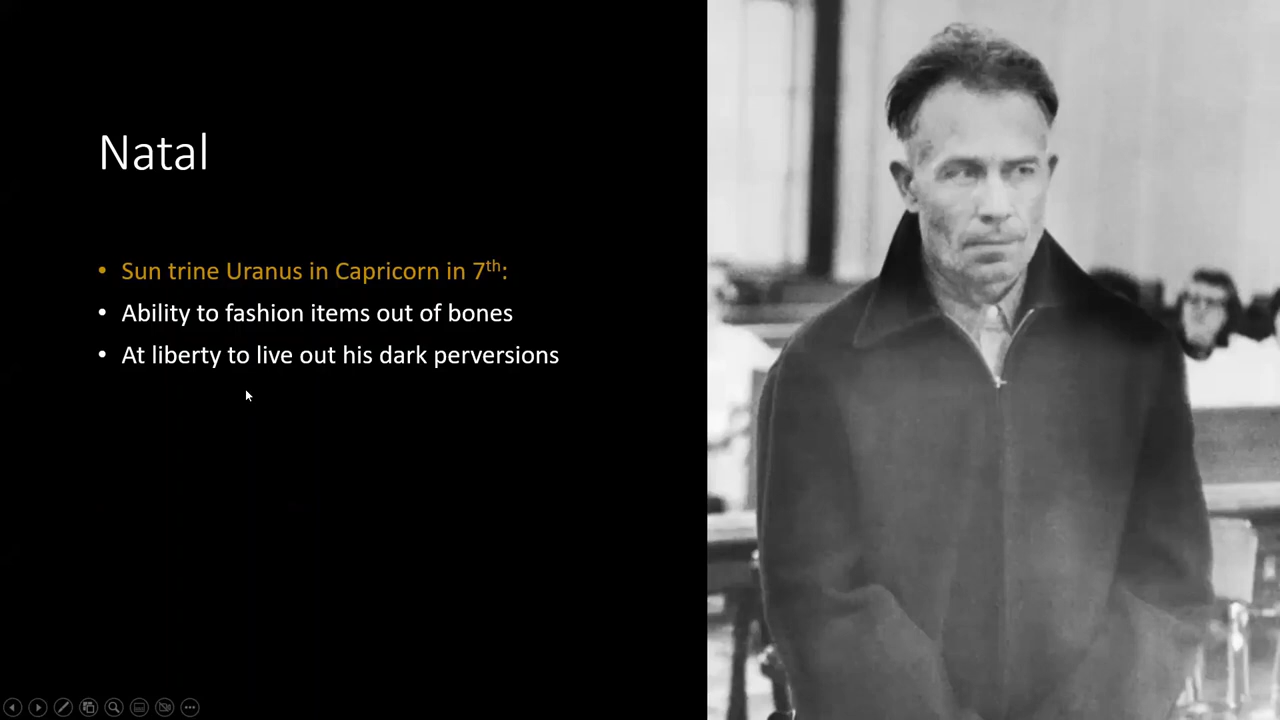 Natal
• Sun trine Uranus in Capricorn in 7th:
• Ability to fashion items out of bones
• At liberty to live out his dark perversions